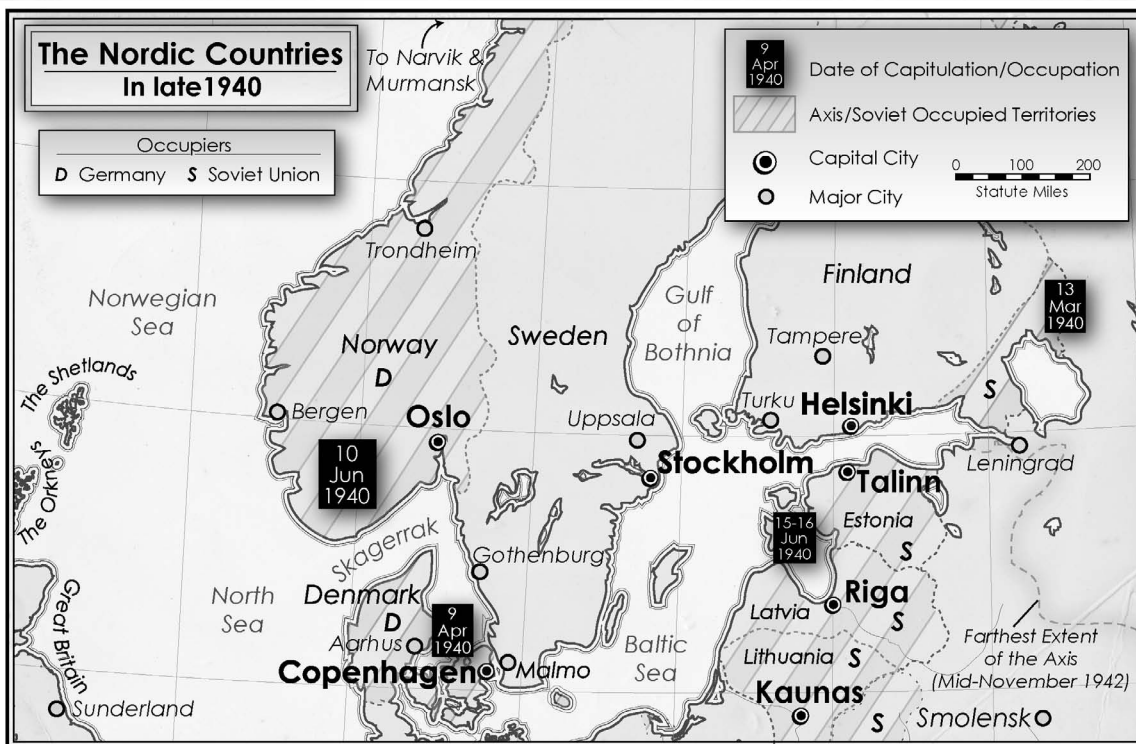 The Nordic Countries
In late1940
Occupiers
D Germany S Soviet Union
To Narvik &
Murmansk
9
Apr
1940
Date of Capitulation/Occupation
Axis/Soviet Occupied Territories
Capital City
Major City
0 100 200
Statute Miles
Trondheim
Norwegian
Sea
Gulf
of
Bothnia
Finland
13
Mar
1940
Sweden
Tampere
Norway
D
The Shetlands
S
Bergen
Oslo
Uppsala
Turku
Helsinki
Leningrad
Stockholm
The Orkneys
10
Jun
1940
Talinn
Estonia
S
15-16
Jun
1940
Skagerrak
Gothenburg
Denmark
D
9
Apr
1940
Aarhus
North
Sea
Great Britain
Riga
Latvia
S
Baltic
Sea
Lithuania S
Farthest Extent
of the Axis
(Mid-November 1942)
Copenhagen
Malmo
Kaunas
S
Smolensk
Sunderland